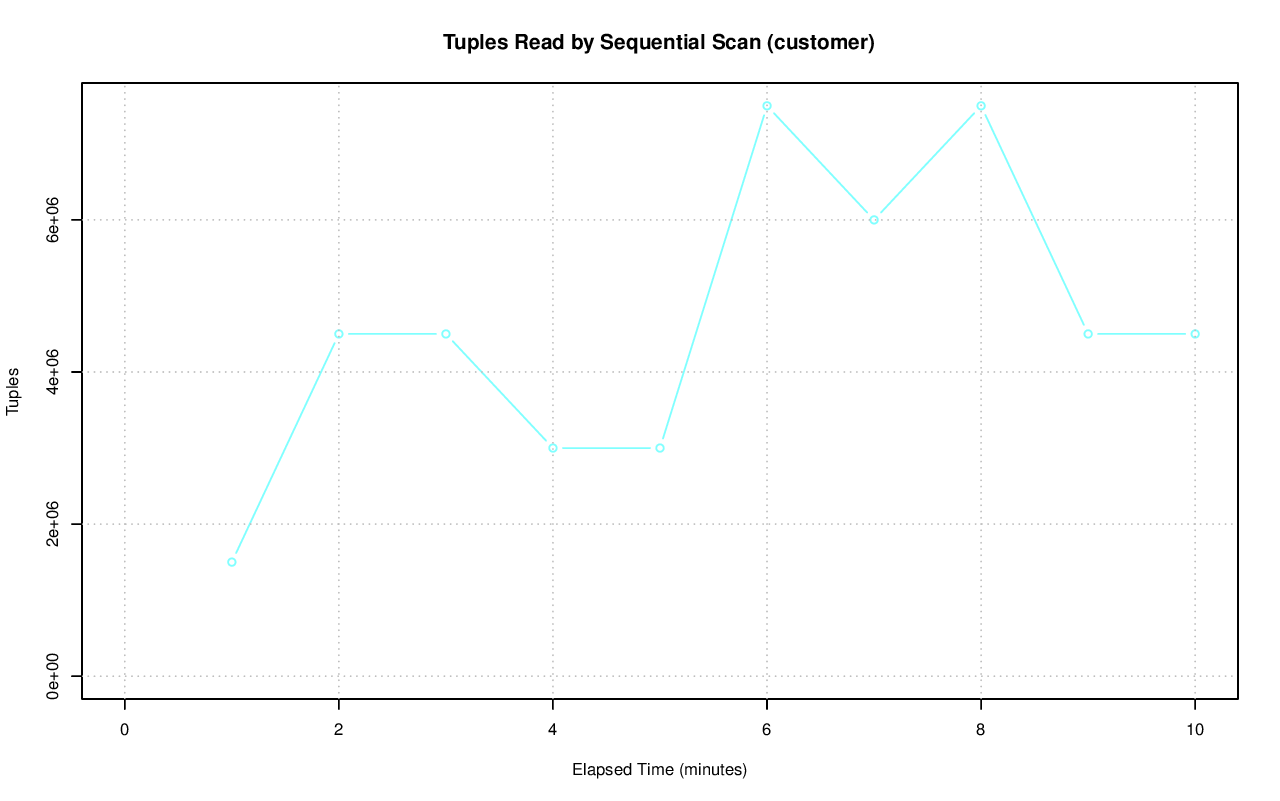 Tuples Read by Sequential Scan (customer)
Tuples
6e+06
4e+06
2e+06
0e+00
0 2 4 6 8 10
Elapsed Time (minutes)